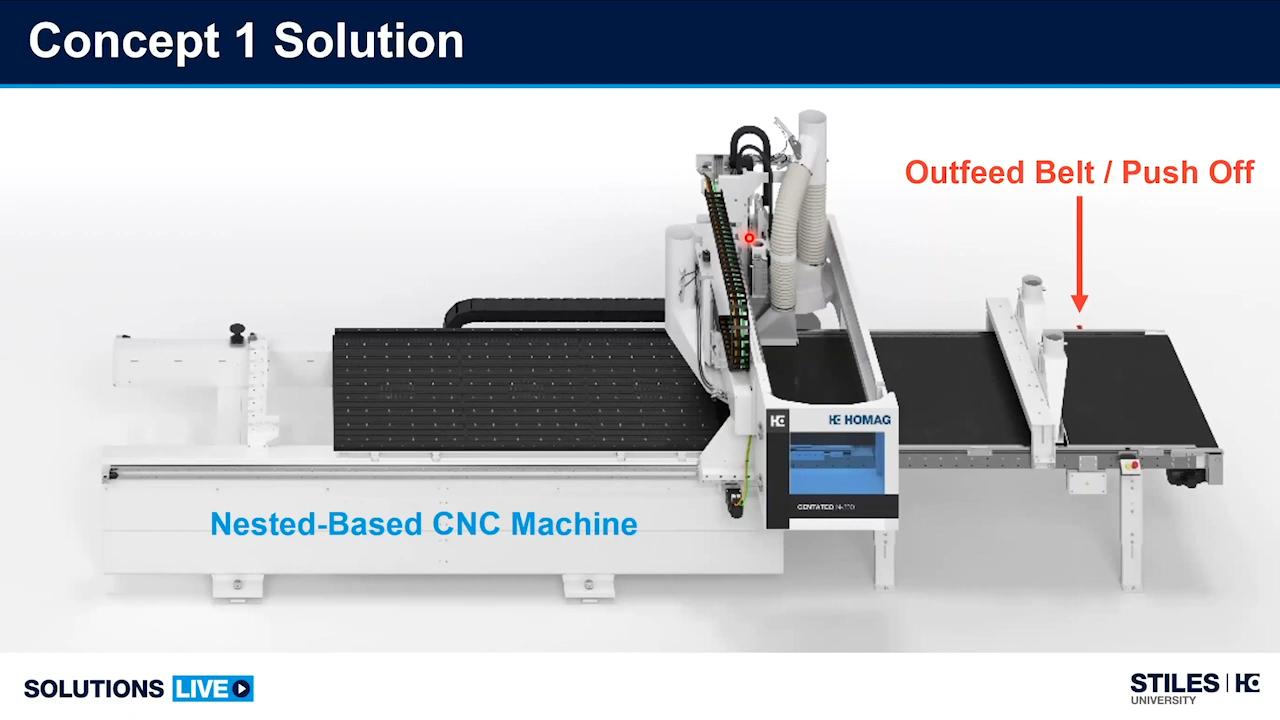 Concept 1 Solution
Outfeed Belt / Push Off
HOMAG
Nested-Based CNC Machine
SOLUTIONS LIVE
STILES
UNIVERSITY